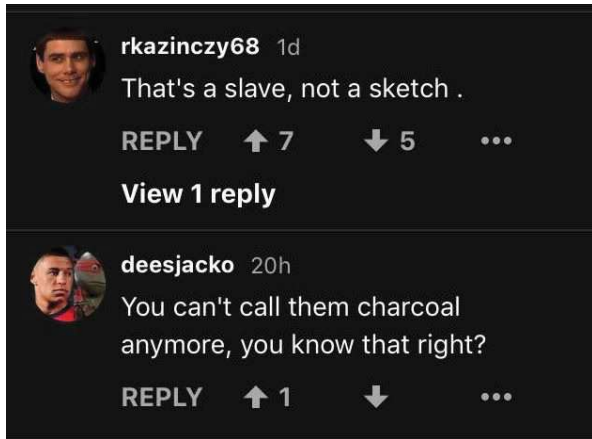 rkazinczy68 1d
That's a slave, not a sketch .
REPLY 7 5
View 1 reply
deesjacko 20h
You can't call them charcoal
anymore, you know that right?
REPLY 1